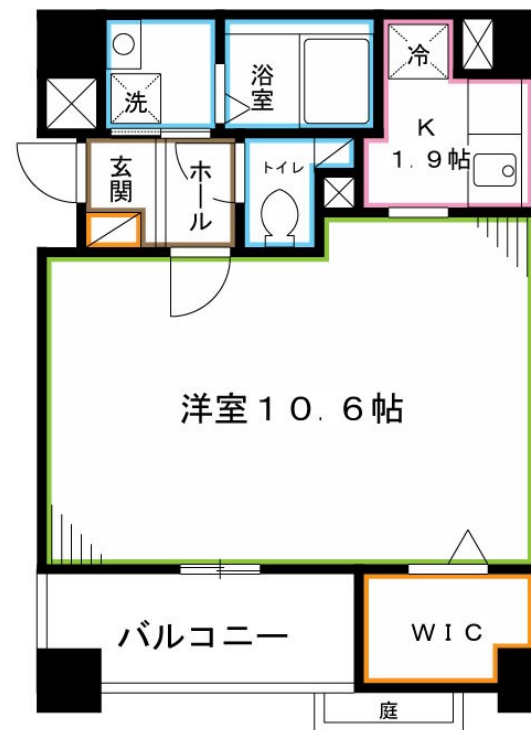 冷
洗
浴室
K
1.9帖
トイレ
玄関
ホール
洋室10.6帖
バルコニー
WIC
庭